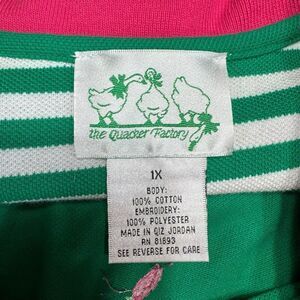 the Quacker Factory
1X
BODY:
100% COTTON
EMBROIDERY:
100% POLYESTER
MADE IN QIZ JORDAN
RN 81693
SEE REVERSE FOR CARE